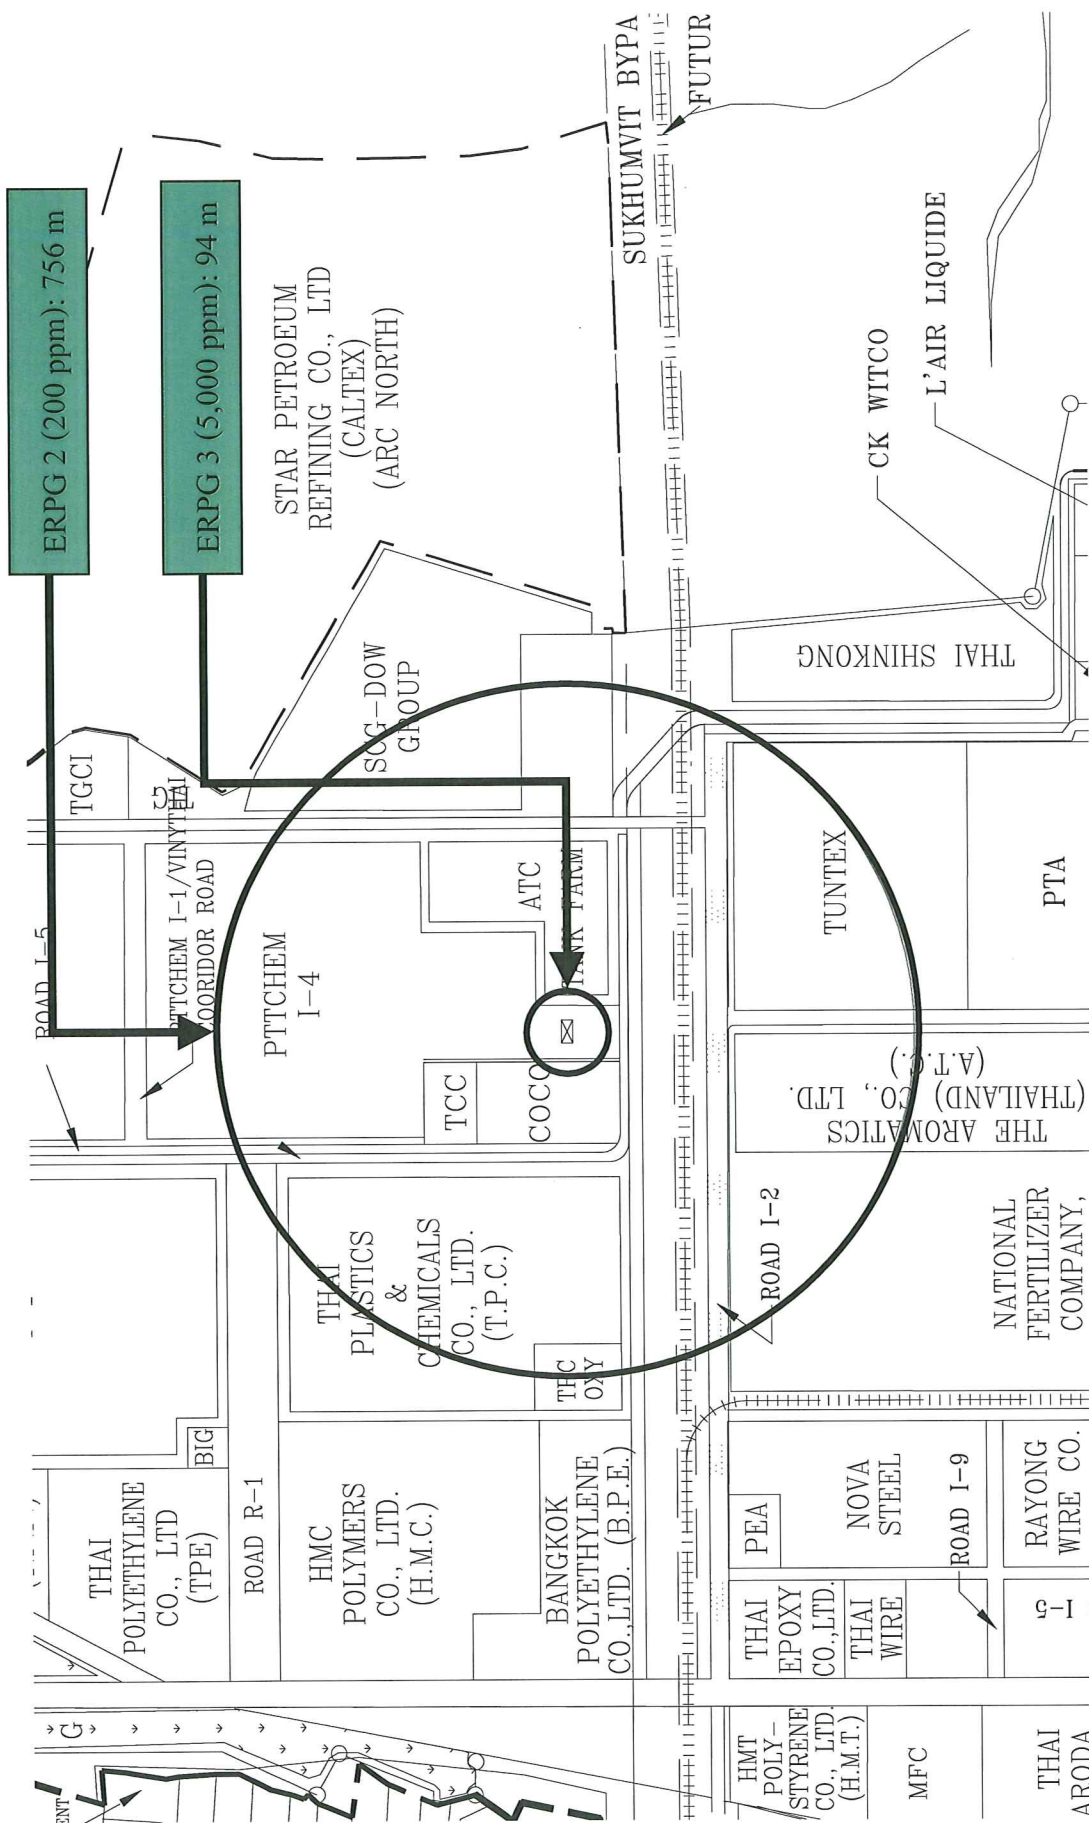 ERPG 2 (200 ppm): 756 m
ERPG 3 (5,000 ppm): 94 m
STAR PETROEUM
REFINING CO., LTD
(CALTEX)
(ARC NORTH)
SUKHUMVIT BYPA
FUTUR
CK WITCO
L'AIR LIQUIDE
THAI SHINKONG
SCG-DOW
GROUP
TGCI
TIG
ROAD I-5
PTTCHEM I-1/VINYTHAI
COORIDOR ROAD
PTTCHEM
I-4
ATC
TANK FARM
TCC
COCO
TUNTEX
PTA
THE AROMATICS
(THAILAND) CO., LTD.
(A.T.C.)
THAI
PLASTICS
&
CHEMICALS
CO., LTD.
(T.P.C.)
TPC
OXY
ROAD I-2
NATIONAL
FERTILIZER
COMPANY,
BIG
THAI
POLYETHYLENE
CO., LTD
(TPE)
ROAD R-1
HMC
POLYMERS
CO., LTD.
(H.M.C.)
BANGKOK
POLYETHYLENE
CO.,LTD. (B.P.E.)
PEA
NOVA
STEEL
ROAD I-9
RAYONG
WIRE CO.
THAI
EPOXY
CO.,LTD.
THAI
WIRE
I-5
G
ENT
HMT
POLY-
STYRENE
CO., LTD.
(H.M.T.)
MFC
THAI
ARODA